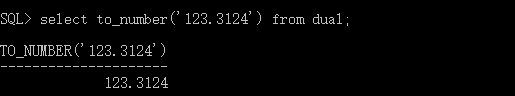 SQL> select to_number('123.3124') from dual;
TO_NUMBER('123.3124')
---------------------
123.3124